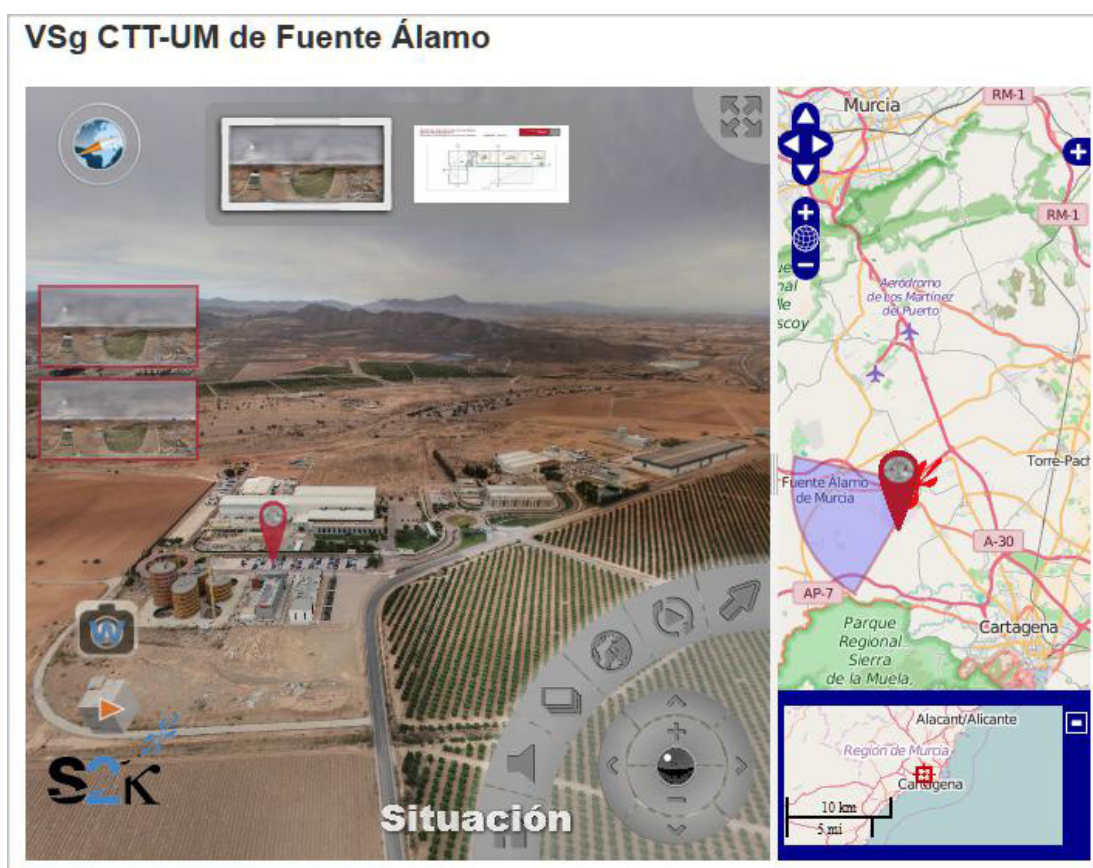 VSg CTT-UM de Fuente Álamo
S2K
Situación
Murcia
RM-1
RM-1
Aeródromo
de Los Martínez
del Puerto
Torre-Pach
Fuente Álamo
de Murcia
A-30
AP-7
Cartagena
Parque
Regional
Sierra
de la Muela,
Alacant/Alicante
Región de Murcia
Cartagena
10 km
5 mi